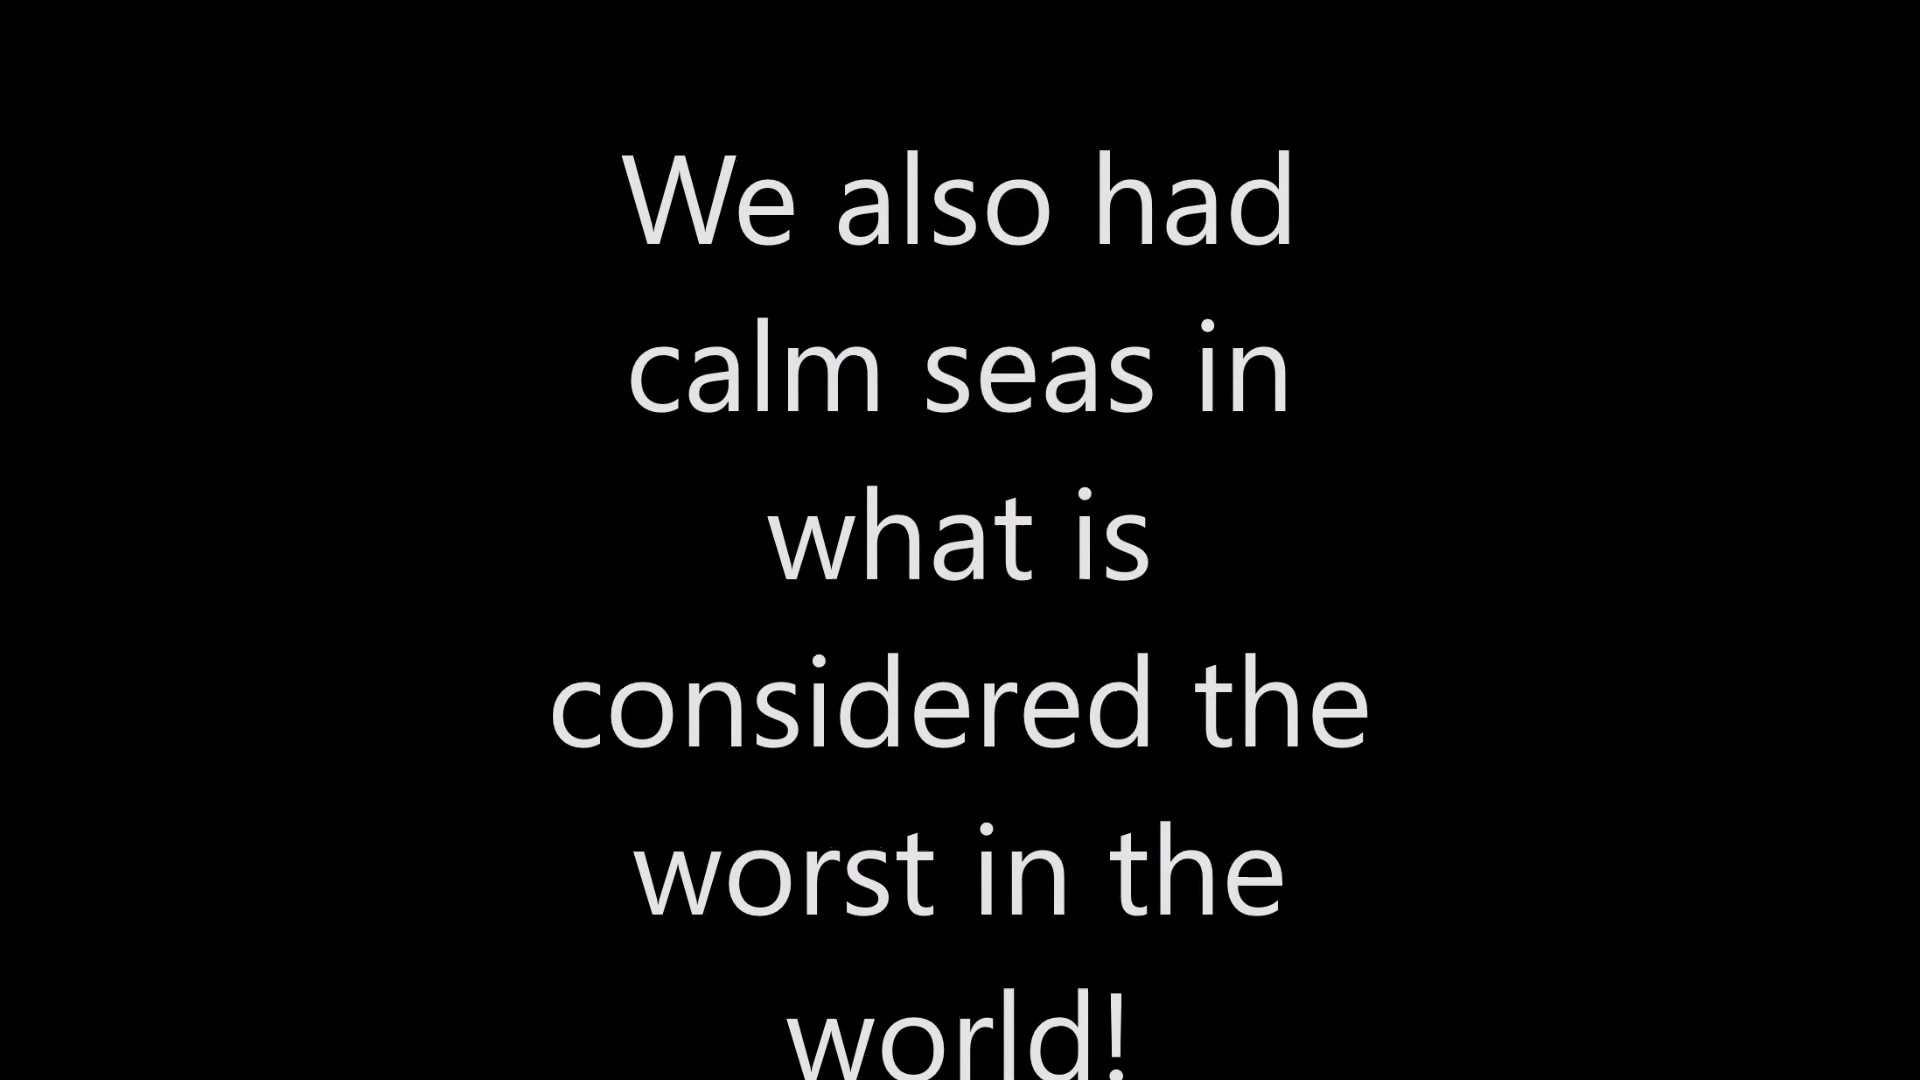 We also had
calm seas in
what is
considered the
worst in the
world!